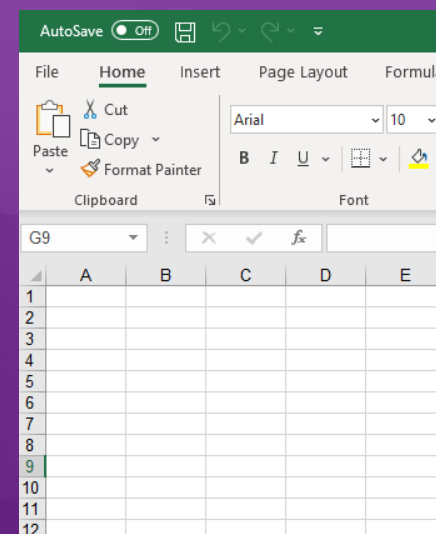 AutoSave Off
File Home Insert Page Layout Formul
Cut
Copy
Paste
Format Painter
Arial 10
B I U
Clipboard Font
G9 fx
A B C D E
1
2
3
4
5
6
7
8
9
10
11
12